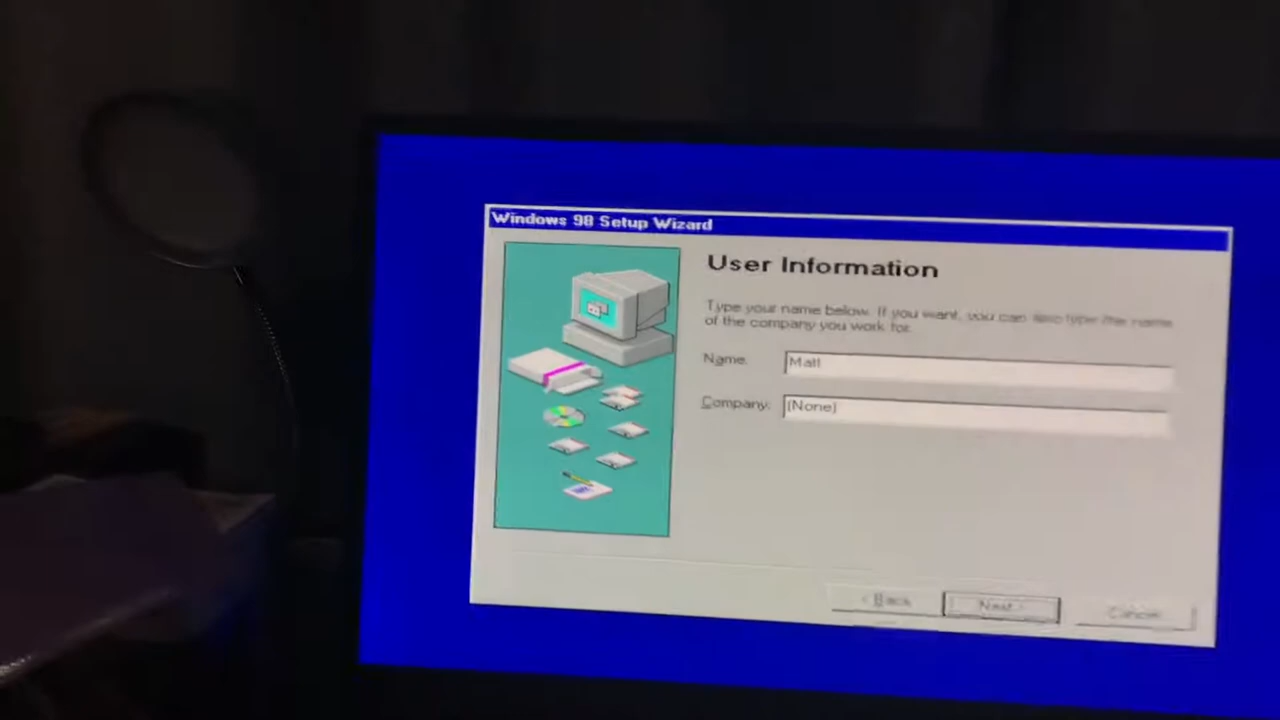 Windows 98 Setup Wizard
User Information
Type your name below. If you want, you can also type the name
of the company you work for.
Name: Matt
Company: (None)
< Back Next > Cancel